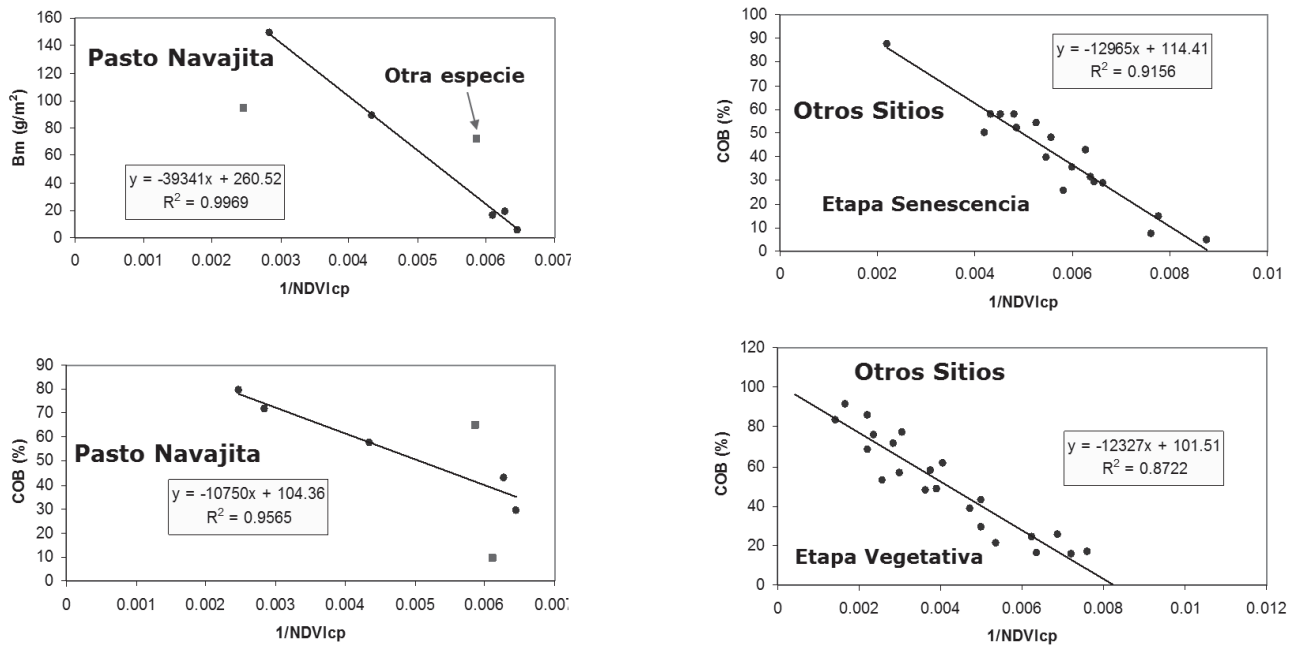 160
140
120
100
80
60
40
20
0
Bm (g/m²)
Pasto Navajita
Otra especie
y = -39341x + 260.52
R² = 0.9969
0 0.001 0.002 0.003 0.004 0.005 0.006 0.007
1/NDVIcp
100
90
80
70
60
50
40
30
20
10
0
COB (%)
y = -12965x + 114.41
R² = 0.9156
Otros Sitios
Etapa Senescencia
0 0.002 0.004 0.006 0.008 0.01
1/NDVIcp
90
80
70
60
50
40
30
20
10
0
COB (%)
Pasto Navajita
y = -10750x + 104.36
R² = 0.9565
0 0.001 0.002 0.003 0.004 0.005 0.006 0.007
1/NDVIcp
120
100
80
60
40
20
0
COB (%)
Otros Sitios
y = -12327x + 101.51
R² = 0.8722
Etapa Vegetativa
0 0.002 0.004 0.006 0.008 0.01 0.012
1/NDVIcp